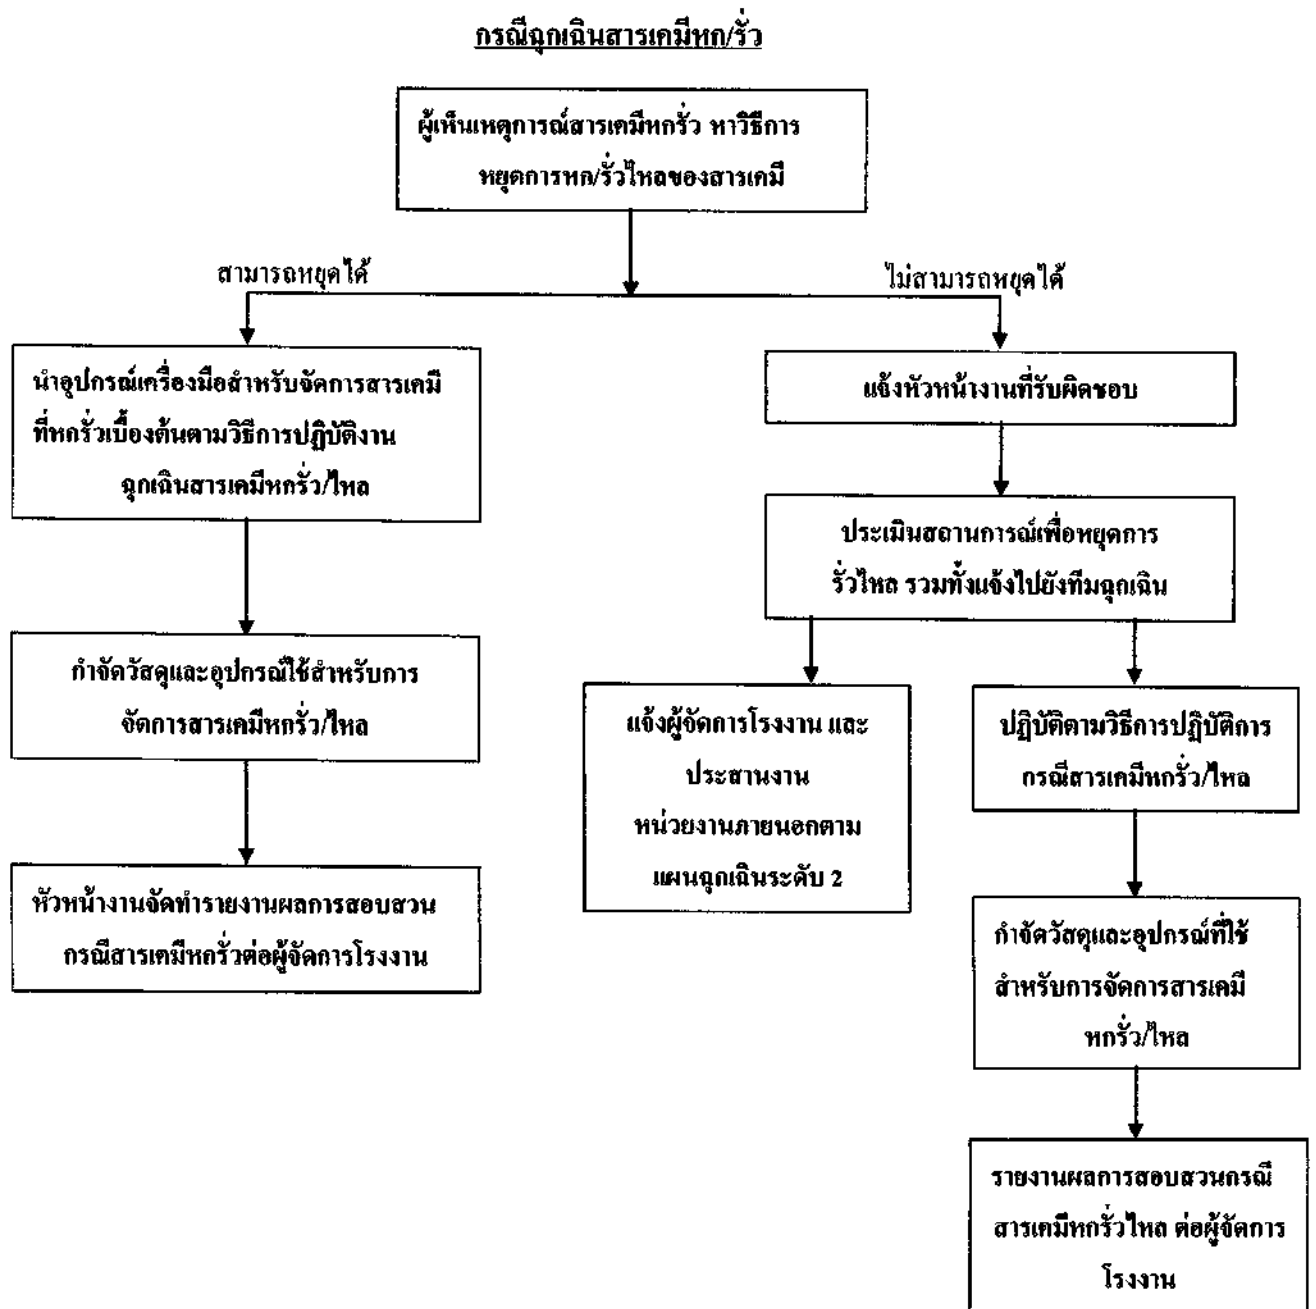 กรณีฉุกเฉินสารเคมีหก/รั่ว
ผู้เห็นเหตุการณ์สารเคมีหกรั่ว หาวิธีการ
หยุดการหก/รั่วไหลของสารเคมี
สามารถหยุดได้
ไม่สามารถหยุดได้
นำอุปกรณ์เครื่องมือสำหรับจัดการสารเคมี
ที่หกรั่วเบื้องต้นตามวิธีการปฏิบัติงาน
ฉุกเฉินสารเคมีหกรั่ว/ไหล
กำจัดวัสดุและอุปกรณ์ใช้สำหรับการ
จัดการสารเคมีหกรั่ว/ไหล
หัวหน้างานจัดทำรายงานผลการสอบสวน
กรณีสารเคมีหกรั่วต่อผู้จัดการโรงงาน
แจ้งหัวหน้างานที่รับผิดชอบ
ประเมินสถานการณ์เพื่อหยุดการ
รั่วไหล รวมทั้งแจ้งไปยังทีมฉุกเฉิน
แจ้งผู้จัดการโรงงาน และ
ประสานงาน
หน่วยงานภายนอกตาม
แผนฉุกเฉินระดับ 2
ปฏิบัติตามวิธีการปฏิบัติการ
กรณีสารเคมีหกรั่ว/ไหล
กำจัดวัสดุและอุปกรณ์ที่ใช้
สำหรับการจัดการสารเคมี
หกรั่ว/ไหล
รายงานผลการสอบสวนกรณี
สารเคมีหกรั่วไหล ต่อผู้จัดการ
โรงงาน